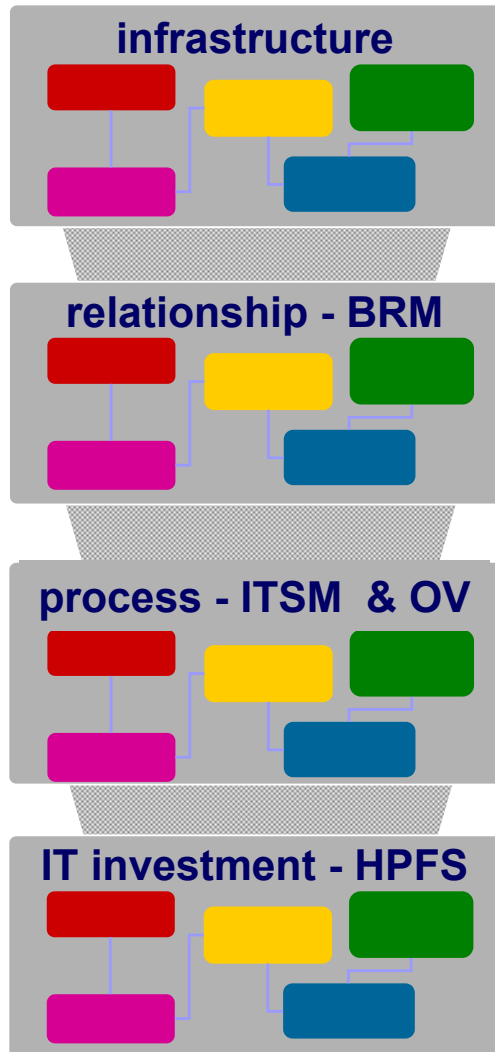 infrastructure
relationship - BRM
process - ITSM & OV
IT investment - HPFS